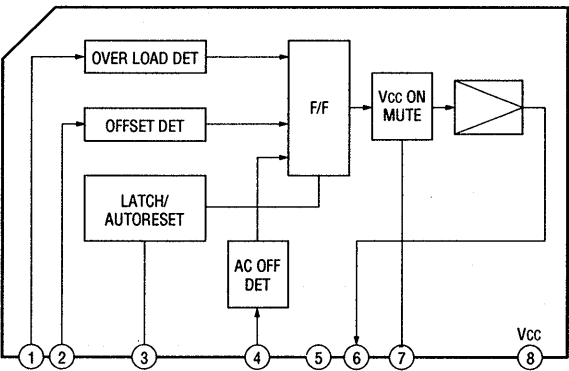 OVER LOAD DET
OFFSET DET
LATCH/
AUTORESET
F/F
VCC ON
MUTE
AC OFF
DET
VCC
1 2 3 4 5 6 7 8